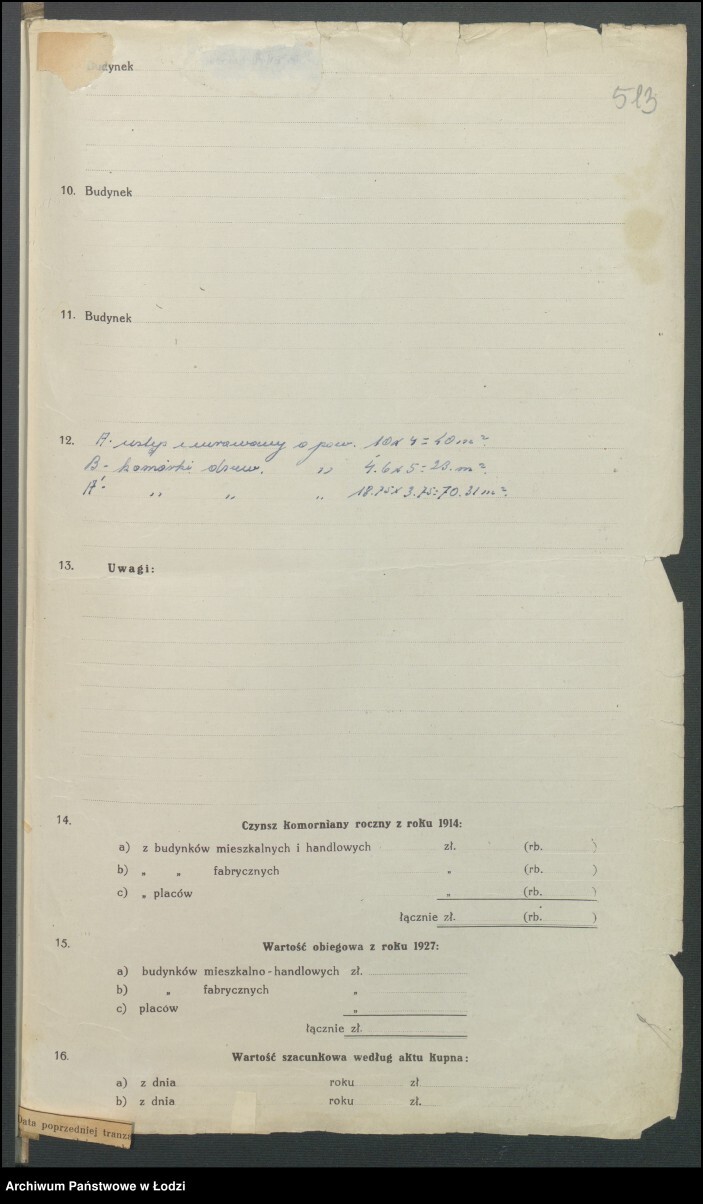 Budynek
513
10. Budynek
11. Budynek
12. A. ustęp murowany o pow. 10 x 4 = 40 m²
B - komórki drew. " 4.6 x 5 = 23. m².
A' - " " " 18.75 x 3.75 = 70.31 m².
13. Uwagi:
14. Czynsz komorniany roczny z roku 1914:
a) z budynków mieszkalnych i handlowych zł. (rb. )
b) " " fabrycznych " (rb. )
c) " placów " (rb. )
łącznie zł. (rb. )
15. Wartość obiegowa z roku 1927:
a) budynków mieszkalno-handlowych zł.
b) " fabrycznych "
c) placów "
łącznie zł.
16. Wartość szacunkowa według aktu kupna:
a) z dnia roku zł
b) z dnia roku zł.
Data poprzedniej tranza
Archiwum Państwowe w Łodzi